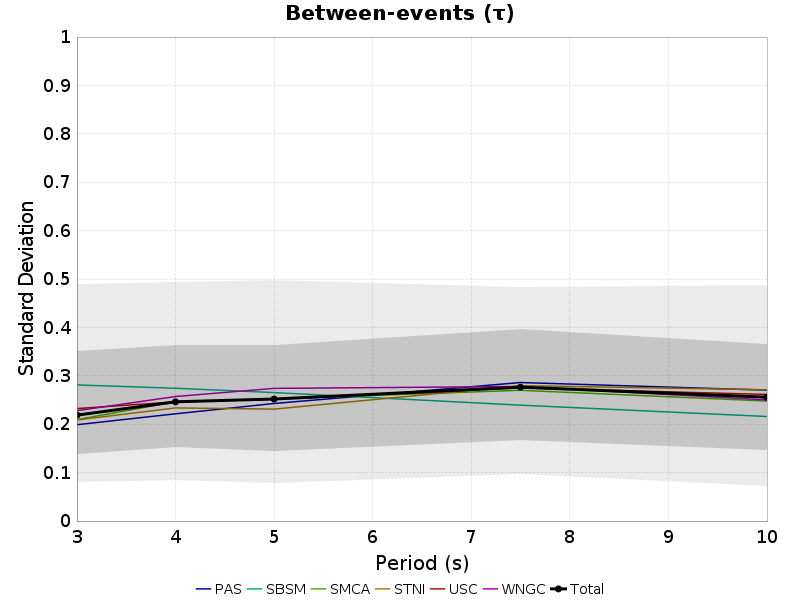 Between-events (τ)
1
0.9
0.8
0.7
0.6
0.5
0.4
0.3
0.2
0.1
0
Standard Deviation
3 4 5 6 7 8 9 10
Period (s)
PAS SBSM SMCA STNI USC WNGC Total